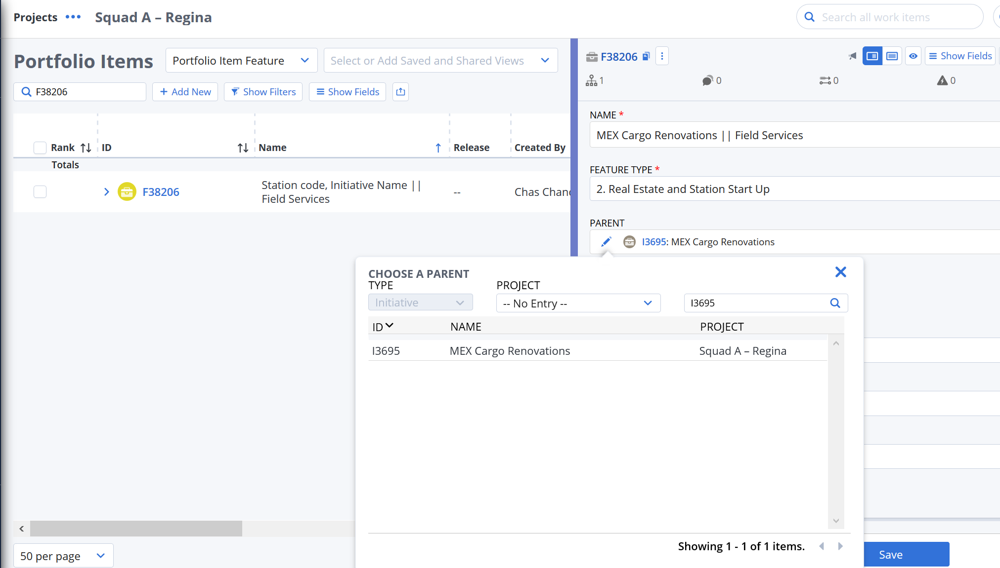 Projects ••• Squad A – Regina
Search all work items
Portfolio Items
Portfolio Item Feature
Select or Add Saved and Shared Views
F38206
+ Add New
Show Filters
Show Fields
Rank
ID
Name
Release
Created By
Totals
F38206
Station code, Initiative Name ||
Field Services
--
Chas Chan
50 per page
F38206
Show Fields
1
0
0
0
NAME *
MEX Cargo Renovations || Field Services
FEATURE TYPE *
2. Real Estate and Station Start Up
PARENT
I3695: MEX Cargo Renovations
CHOOSE A PARENT
TYPE
PROJECT
Initiative
-- No Entry --
I3695
ID
NAME
PROJECT
I3695
MEX Cargo Renovations
Squad A – Regina
Showing 1 - 1 of 1 items.
Save